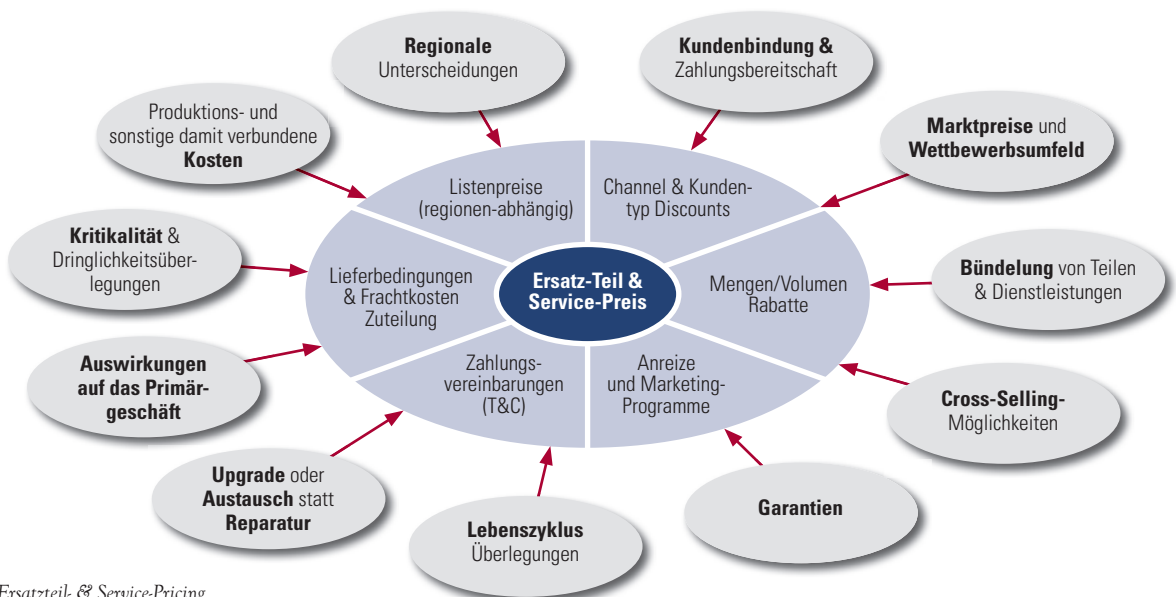 Regionale
Unterscheidungen
Kundenbindung &
Zahlungsbereitschaft
Produktions- und
sonstige damit verbundene
Kosten
Marktpreise und
Wettbewerbsumfeld
Listenpreise
(regionen-abhängig)
Channel & Kunden-
typ Discounts
Kritikalität &
Dringlichkeitsüber-
legungen
Lieferbedingungen
& Frachtkosten
Zuteilung
Ersatz-Teil &
Service-Preis
Mengen/Volumen
Rabatte
Bündelung von Teilen
& Dienstleistungen
Auswirkungen
auf das Primär-
geschäft
Zahlungs-
vereinbarungen
(T&C)
Anreize
und Marketing-
Programme
Cross-Selling-
Möglichkeiten
Upgrade oder
Austausch statt
Reparatur
Lebenszyklus
Überlegungen
Garantien
Ersatzteil- & Service-Pricing